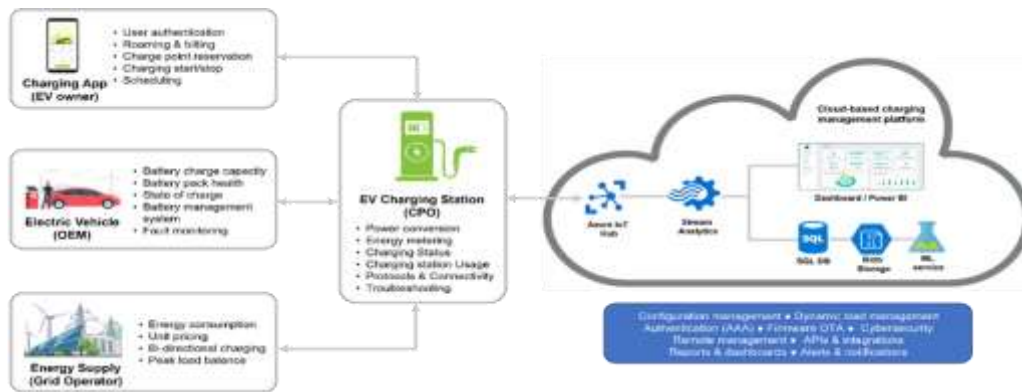 User authentication
Roaming & billing
Charge point reservation
Charging start/stop
Scheduling
Charging App
(EV owner)
Battery charge capacity
Battery pack health
State of charge
Battery management
system
Fault monitoring
Electric Vehicle
(OEM)
Energy consumption
Unit pricing
Bi-directional charging
Peak load balance
Energy Supply
(Grid Operator)
EV Charging Station
(CPO)
Power conversion
Energy metering
Charging Status
Charging station Usage
Protocols & Connectivity
Troubleshooting
Cloud-based charging
management platform
Dashboard / Power BI
Azure IoT
Hub
Stream
Analytics
SQL
SQL DB
Blob
Storage
ML
service
Configuration management ● Dynamic load management
Authentication (AAA) ● Firmware OTA ● Cybersecurity
Remote management ● APIs & integrations
Reports & dashboards ● Alerts & notifications